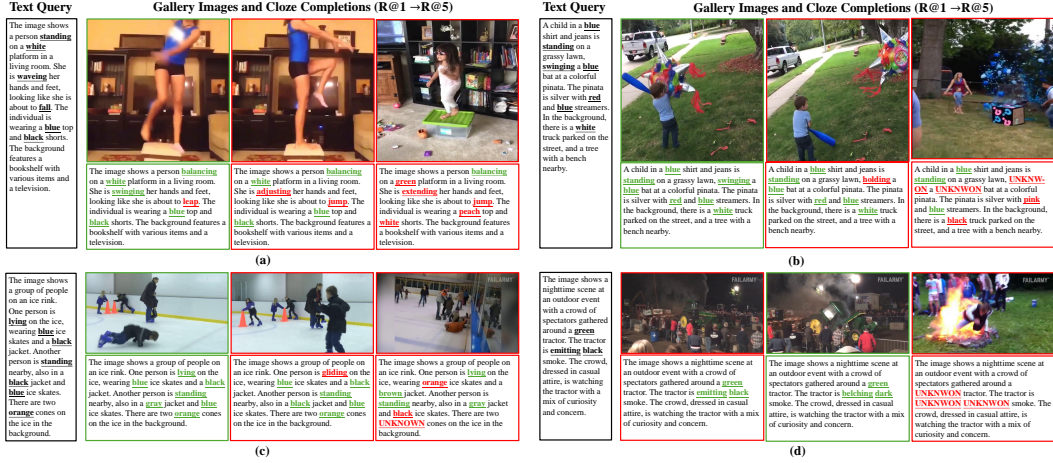 Text Query
Gallery Images and Cloze Completions (R@1 →R@5)
The image shows
a person standing
on a white
platform in a
living room. She
is waveing her
hands and feet,
looking like she is
about to fall. The
individual is
wearing a blue top
and black shorts.
The background
features a
bookshelf with
various items and
a television.
The image shows a person balancing
on a white platform in a living room.
She is swinging her hands and feet,
looking like she is about to leap. The
individual is wearing a blue top and
black shorts. The background features
a bookshelf with various items and a
television.
The image shows a person balancing
on a white platform in a living room.
She is adjusting her hands and feet,
looking like she is about to jump. The
individual is wearing a blue top and
black shorts. The background features a
bookshelf with various items and a
television.
The image shows a person balancing
on a green platform in a living room.
She is extending her hands and feet,
looking like she is about to jump. The
individual is wearing a peach top and
white shorts. The background features
a bookshelf with various items and a
television.
(a)
Text Query
Gallery Images and Cloze Completions (R@1 →R@5)
A child in a blue
shirt and jeans is
standing on a
grassy lawn,
swinging a blue
bat at a colorful
pinata. The pinata
is silver with red
and blue streamers.
In the background,
there is a white
truck parked on the
street, and a tree
with a bench
nearby.
A child in a blue shirt and jeans is
standing on a grassy lawn, swinging a
blue bat at a colorful pinata. The pinata
is silver with red and blue streamers. In
the background, there is a white truck
parked on the street, and a tree with a
bench nearby.
A child in a blue shirt and jeans is
standing on a grassy lawn, holding a
blue bat at a colorful pinata. The pinata
is silver with red and blue streamers. In
the background, there is a white truck
parked on the street, and a tree with a
bench nearby.
A child in a blue shirt and jeans is
standing on a grassy lawn, UNKNW-
ON a UNKNWON bat at a colorful
pinata. The pinata is silver with pink
and blue streamers. In the background,
there is a black truck parked on the
street, and a tree with a bench nearby.
(b)
The image shows
a group of people
on an ice rink.
One person is
lying on the ice,
wearing blue ice
skates and a black
jacket. Another
person is standing
nearby, also in a
black jacket and
blue ice skates.
There are two
orange cones on
the ice in the
background.
The image shows a group of people on
an ice rink. One person is lying on the
ice, wearing blue ice skates and a black
jacket. Another person is standing
nearby, also in a gray jacket and blue
ice skates. There are two orange cones
on the ice in the background.
FAILARMY
The image shows a group of people on
an ice rink. One person is gliding on the
ice, wearing blue ice skates and a black
jacket. Another person is standing
nearby, also in a black jacket and blue
ice skates. There are two orange cones
on the ice in the background.
FAILARMY
The image shows a group of people on
an ice rink. One person is lying on the
ice, wearing orange ice skates and a
brown jacket. Another person is
standing nearby, also in a gray jacket
and black ice skates. There are two
UNKNOWN cones on the ice in the
background.
(c)
The image shows a
nighttime scene at
an outdoor event
with a crowd of
spectators gathered
around a green
tractor. The tractor
is emitting black
smoke. The crowd,
dressed in casual
attire, is watching
the tractor with a
mix of curiosity
and concern.
FAILARMY
The image shows a nighttime scene at
an outdoor event with a crowd of
spectators gathered around a green
tractor. The tractor is emitting black
smoke. The crowd, dressed in casual
attire, is watching the tractor with a mix
of curiosity and concern.
The image shows a nighttime scene at
an outdoor event with a crowd of
spectators gathered around a green
tractor. The tractor is belching dark
smoke. The crowd, dressed in casual
attire, is watching the tractor with a mix
of curiosity and concern.
FAILARMY
The image shows a nighttime scene at
an outdoor event with a crowd of
spectators gathered around a
UNKNWON tractor. The tractor is
UNKNWON UNKNWON smoke. The
crowd, dressed in casual attire, is
watching the tractor with a mix of
curiosity and concern.
(d)